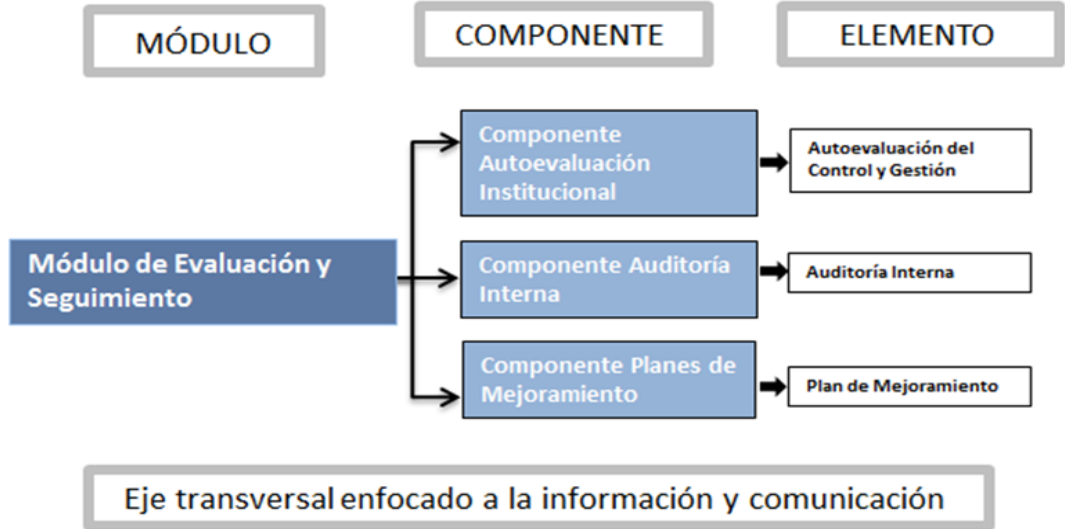 MÓDULO
COMPONENTE
ELEMENTO
Módulo de Evaluación y
Seguimiento
Componente
Autoevaluación
Institucional
Autoevaluación del
Control y Gestión
Componente Auditoría
Interna
Auditoría Interna
Componente Planes de
Mejoramiento
Plan de Mejoramiento
Eje transversal enfocado a la información y comunicación